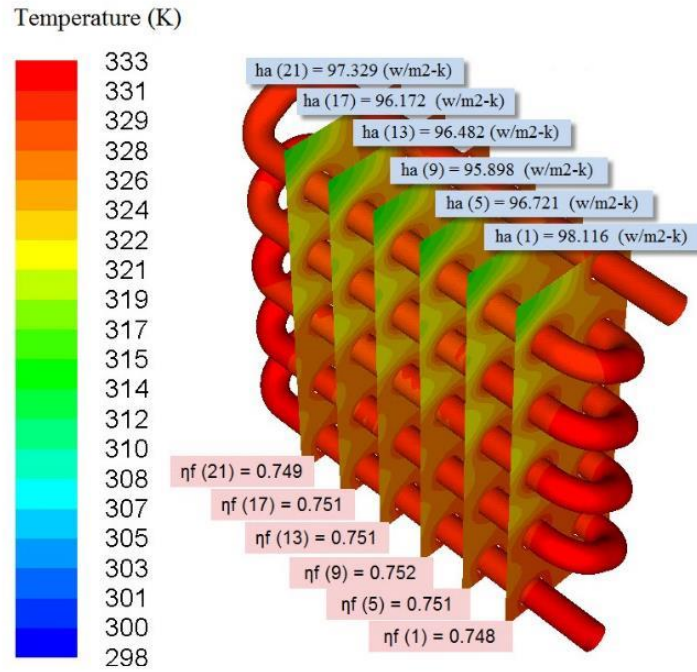 Temperature (K)
333
331
329
328
326
324
322
321
319
317
315
314
312
310
308
307
305
303
301
300
298
ha (21) = 97.329 (w/m2-k)
ha (17) = 96.172 (w/m2-k)
ha (13) = 96.482 (w/m2-k)
ha (9) = 95.898 (w/m2-k)
ha (5) = 96.721 (w/m2-k)
ha (1) = 98.116 (w/m2-k)
ηf (21) = 0.749
ηf (17) = 0.751
ηf (13) = 0.751
ηf (9) = 0.752
ηf (5) = 0.751
ηf (1) = 0.748